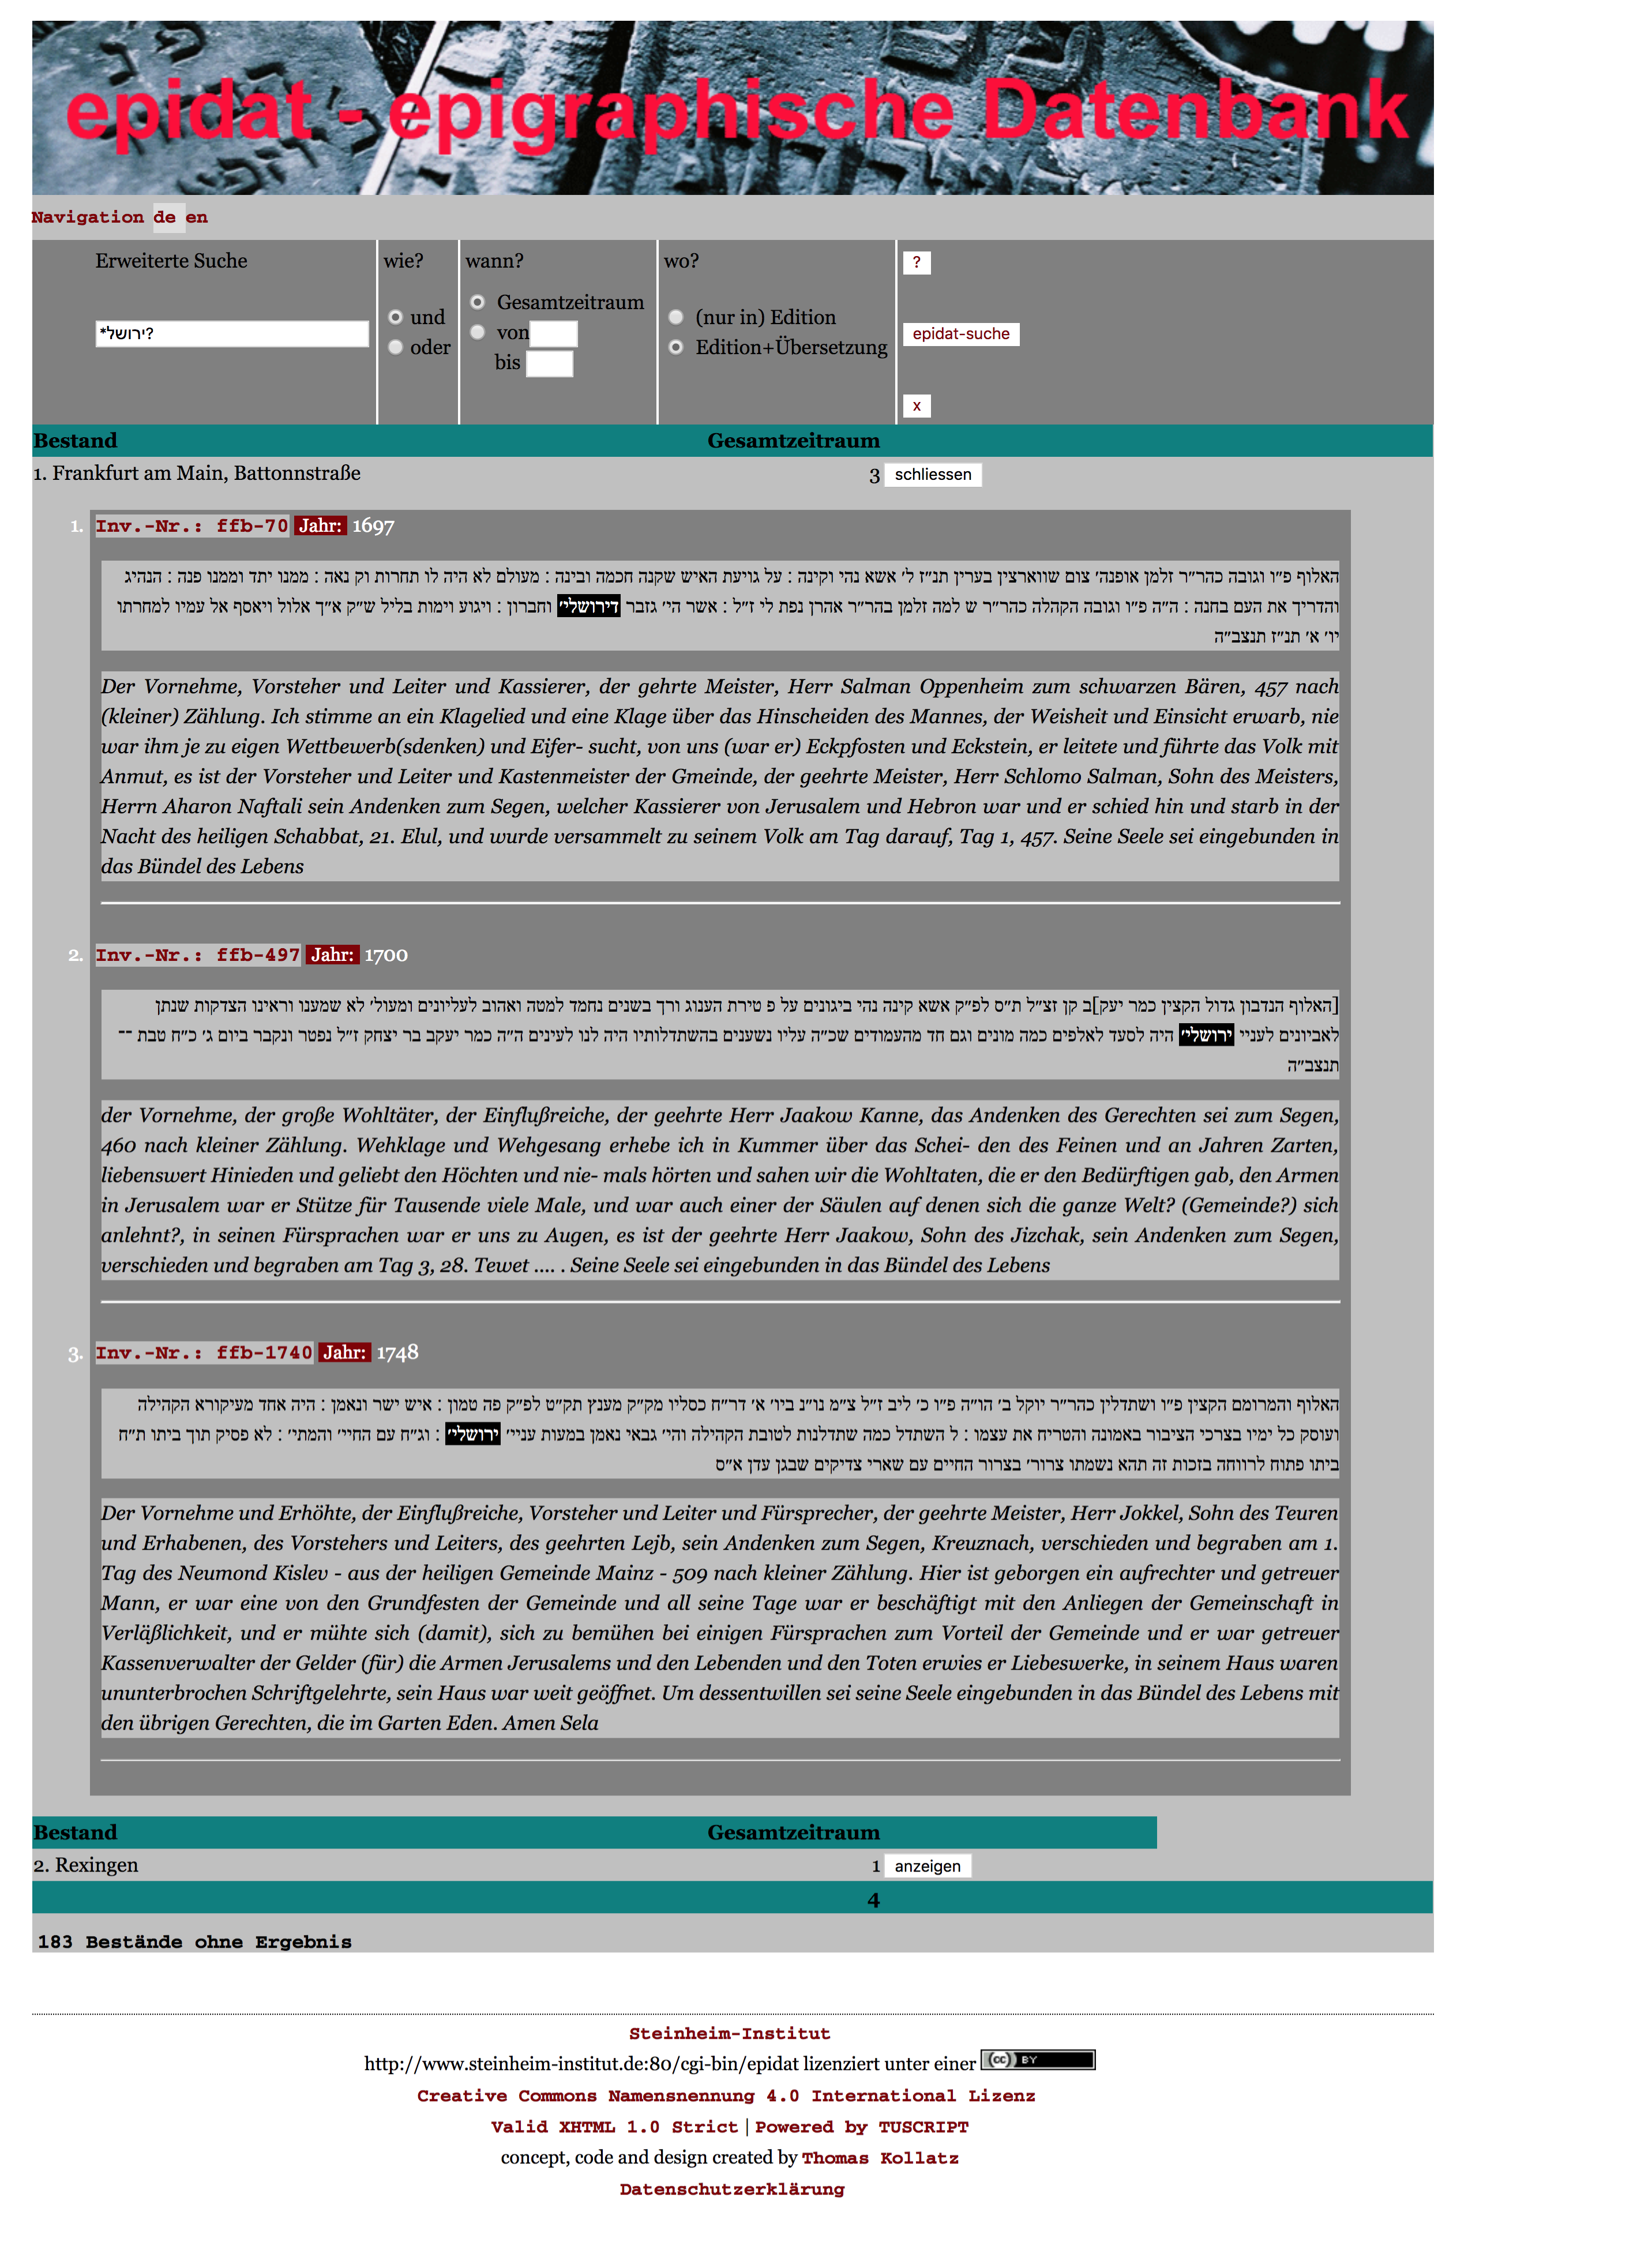 epidat - epigraphische Datenbank
Navigation de en
Erweiterte Suche
wie?
wann?
wo?
?
*ירושל?
und
oder
Gesamtzeitraum
von
bis
(nur in) Edition
Edition+Übersetzung
epidat-suche
x
Bestand Gesamtzeitraum
1. Frankfurt am Main, Battonnstraße 3 schliessen
1. Inv.-Nr.: ffb-70 Jahr: 1697
האלוף פ״ו וגובה כהר״ר זלמן אופנה׳ צום שווארצין בערין תנ״ז ל׳ אשא נהי וקינה : על גויעת האיש שקנה חכמה ובינה : מעולם לא היה לו תחרות וק נאה : ממנו יתד וממנו פנה : הנהיג
והדריך את העם בחנה : ה״ה פ״ו וגובה הקהלה כהר״ר ש למה זלמן בהר״ר אהרן נפת לי ז״ל : אשר הי׳ גזבר דירושלי׳ וחברון : ויגוע וימות בליל ש״ק א״ך אלול ויאסף אל עמיו למחרתו
יו׳ א׳ תנ״ז תנצב״ה
Der Vornehme, Vorsteher und Leiter und Kassierer, der gehrte Meister, Herr Salman Oppenheim zum schwarzen Bären, 457 nach
(kleiner) Zählung. Ich stimme an ein Klagelied und eine Klage über das Hinscheiden des Mannes, der Weisheit und Einsicht erwarb, nie
war ihm je zu eigen Wettbewerb(sdenken) und Eifer- sucht, von uns (war er) Eckpfosten und Eckstein, er leitete und führte das Volk mit
Anmut, es ist der Vorsteher und Leiter und Kastenmeister der Gmeinde, der geehrte Meister, Herr Schlomo Salman, Sohn des Meisters,
Herrn Aharon Naftali sein Andenken zum Segen, welcher Kassierer von Jerusalem und Hebron war und er schied hin und starb in der
Nacht des heiligen Schabbat, 21. Elul, und wurde versammelt zu seinem Volk am Tag darauf, Tag 1, 457. Seine Seele sei eingebunden in
das Bündel des Lebens
2. Inv.-Nr.: ffb-497 Jahr: 1700
[האלוף הנדבון גדול הקצין כמר יעק]ב קן זצ״ל ת״ס לפ״ק אשא קינה נהי ביגונים על פ טירת הענוג ורך בשנים נחמד למטה ואהוב לעליונים ומעול׳ לא שמענו וראינו הצדקות שנתן
לאביונים לעניי ירושלי׳ היה לסעד לאלפים כמה מונים וגם חד מהעמודים שכ״ה עליו נשענים בהשתדלותיו היה לנו לעינים ה״ה כמר יעקב בר יצחק ז״ל נפטר ונקבר ביום ג׳ כ״ח טבת --
תנצב״ה
der Vornehme, der große Wohltäter, der Einflußreiche, der geehrte Herr Jaakow Kanne, das Andenken des Gerechten sei zum Segen,
460 nach kleiner Zählung. Wehklage und Wehgesang erhebe ich in Kummer über das Schei- den des Feinen und an Jahren Zarten,
liebenswert Hinieden und geliebt den Höchten und nie- mals hörten und sahen wir die Wohltaten, die er den Bedürftigen gab, den Armen
in Jerusalem war er Stütze für Tausende viele Male, und war auch einer der Säulen auf denen sich die ganze Welt? (Gemeinde?) sich
anlehnt?, in seinen Fürsprachen war er uns zu Augen, es ist der geehrte Herr Jaakow, Sohn des Jizchak, sein Andenken zum Segen,
verschieden und begraben am Tag 3, 28. Tewet .... . Seine Seele sei eingebunden in das Bündel des Lebens
3. Inv.-Nr.: ffb-1740 Jahr: 1748
האלוף והמרומם הקצין פ״ו ושתדלין כהר״ר יוקל ב׳ הו״ה פ״ו כ׳ ליב ז״ל צ״מ נו״נ ביו׳ א׳ דר״ח כסליו מק״ק מענץ תק״ט לפ״ק פה טמון : איש ישר ונאמן : היה אחד מעיקורא הקהילה
ועוסק כל ימיו בצרכי הציבור באמונה והטריח את עצמו : ל השתדל כמה שתדלנות לטובת הקהילה והי׳ גבאי נאמן במעות עניי׳ ירושלי׳ : וג״ח עם החיי׳ והמתי׳ : לא פסיק תוך ביתו ת״ח
ביתו פתוח לרווחה בזכות זה תהא נשמתו צרור׳ בצרור החיים עם שארי צדיקים שבגן עדן א״ס
Der Vornehme und Erhöhte, der Einflußreiche, Vorsteher und Leiter und Fürsprecher, der geehrte Meister, Herr Jokkel, Sohn des Teuren
und Erhabenen, des Vorstehers und Leiters, des geehrten Lejb, sein Andenken zum Segen, Kreuznach, verschieden und begraben am 1.
Tag des Neumond Kislev - aus der heiligen Gemeinde Mainz - 509 nach kleiner Zählung. Hier ist geborgen ein aufrechter und getreuer
Mann, er war eine von den Grundfesten der Gemeinde und all seine Tage war er beschäftigt mit den Anliegen der Gemeinschaft in
Verläßlichkeit, und er mühte sich (damit), sich zu bemühen bei einigen Fürsprachen zum Vorteil der Gemeinde und er war getreuer
Kassenverwalter der Gelder (für) die Armen Jerusalems und den Lebenden und den Toten erwies er Liebeswerke, in seinem Haus waren
ununterbrochen Schriftgelehrte, sein Haus war weit geöffnet. Um dessentwillen sei seine Seele eingebunden in das Bündel des Lebens mit
den übrigen Gerechten, die im Garten Eden. Amen Sela
Bestand Gesamtzeitraum
2. Rexingen 1 anzeigen
4
183 Bestände ohne Ergebnis
Steinheim-Institut
http://www.steinheim-institut.de:80/cgi-bin/epidat lizenziert unter einer (cc) BY
Creative Commons Namensnennung 4.0 International Lizenz
Valid XHTML 1.0 Strict | Powered by TUSCRIPT
concept, code and design created by Thomas Kollatz
Datenschutzerklärung